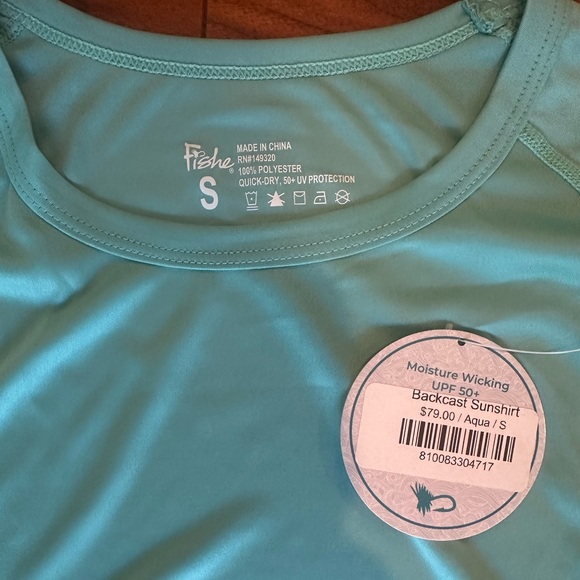 Fishe®
S
MADE IN CHINA
RN#149320
100% POLYESTER
QUICK-DRY, 50+ UV PROTECTION
Moisture Wicking
UPF 50+
Backcast Sunshirt
$79.00 / Aqua / S
810083304717